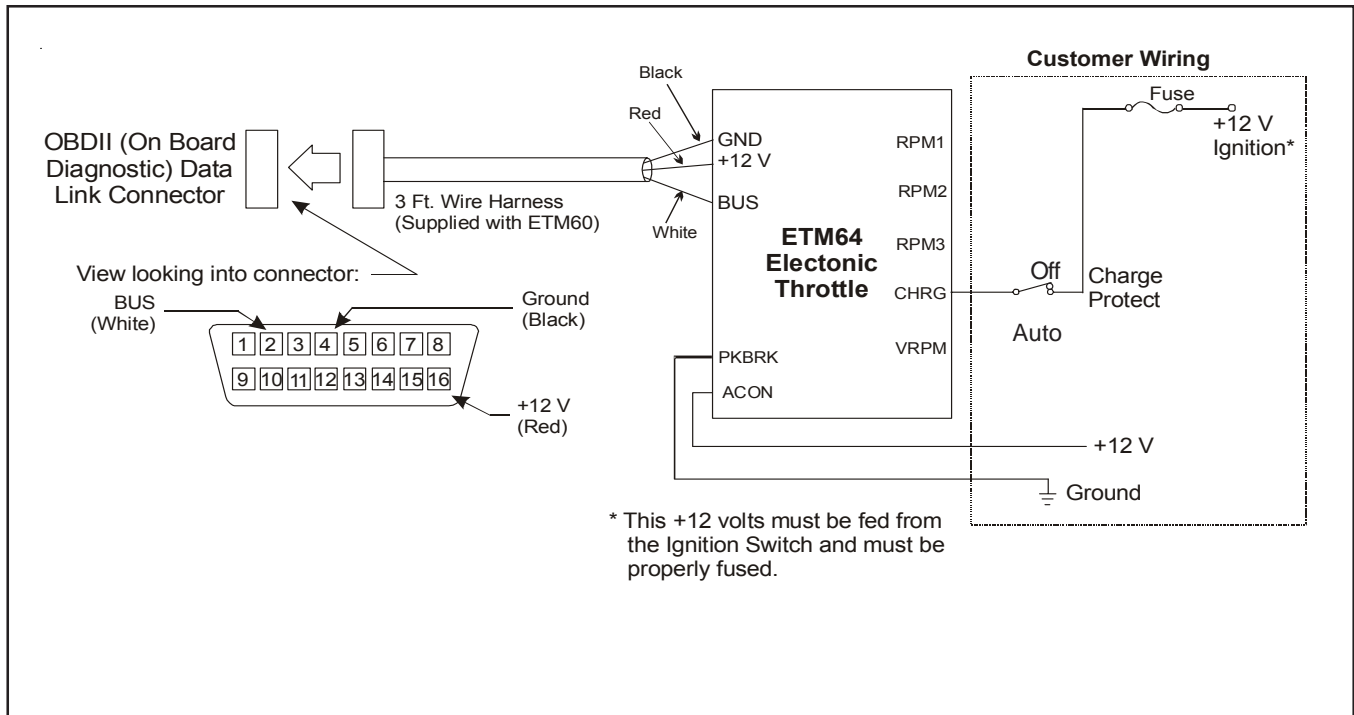 Customer Wiring
Black
Fuse
Red
+12 V
Ignition*
OBDII (On Board
Diagnostic) Data
Link Connector
GND
+12 V
BUS
RPM1
RPM2
RPM3
CHRG
VRPM
3 Ft. Wire Harness
(Supplied with ETM60)
White
ETM64
Electonic
Throttle
Off
Auto
Charge
Protect
View looking into connector:
BUS
(White)
Ground
(Black)
1 2 3 4 5 6 7 8
9 10 11 12 13 14 15 16
+12 V
(Red)
PKBRK
ACON
+12 V
Ground
* This +12 volts must be fed from
the Ignition Switch and must be
properly fused.